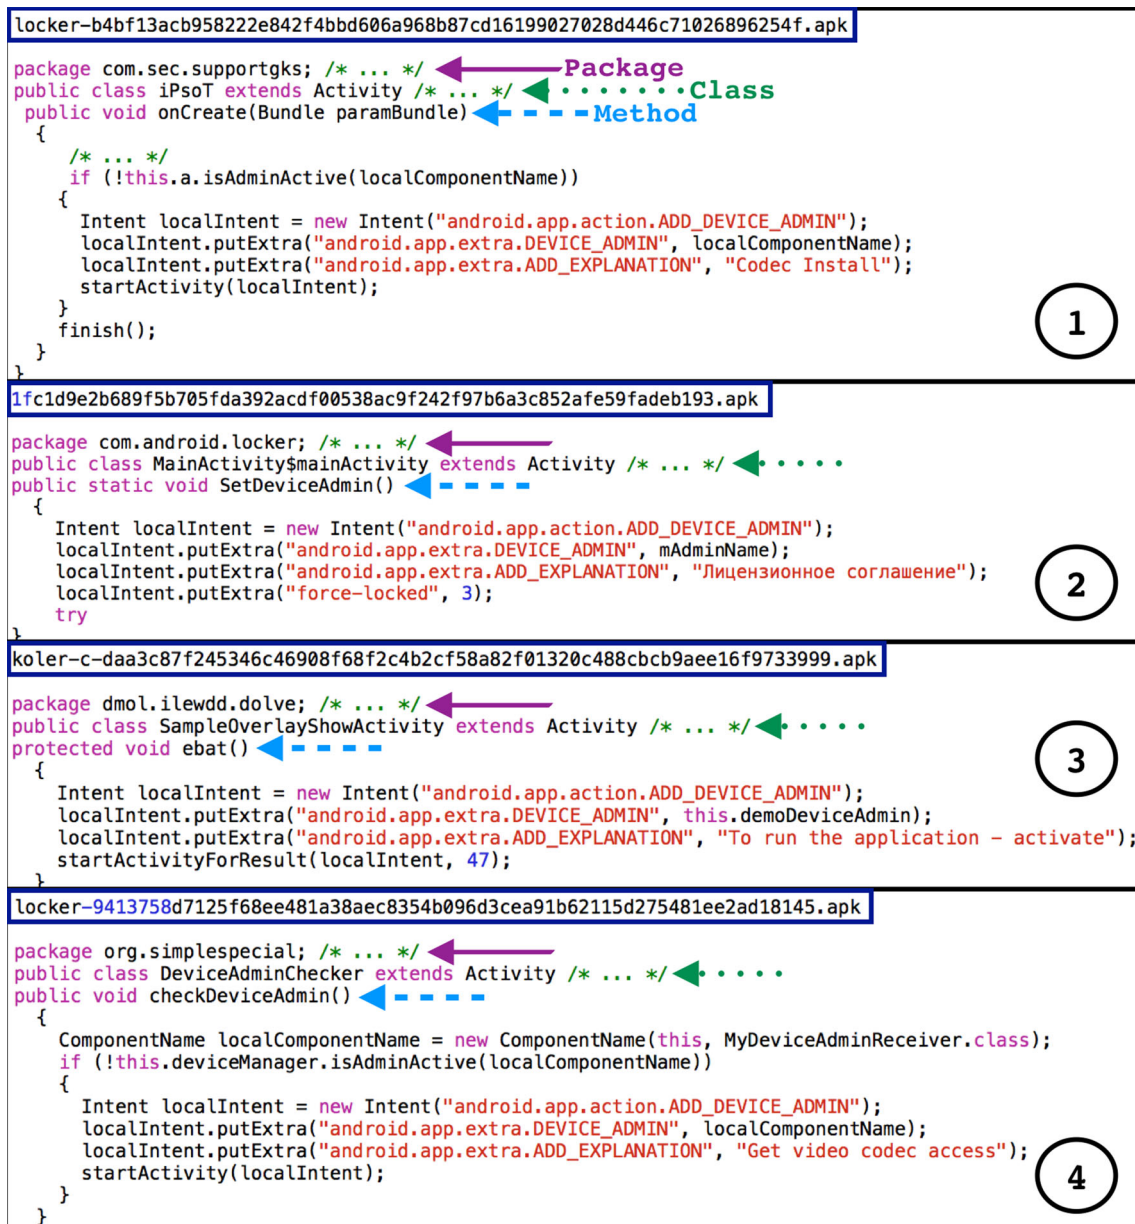 locker-b4bf13acb958222e842f4bbd606a968b87cd16199027028d446c71026896254f.apk
package com.sec.supportgks; /* ... */ Package
public class iPsoT extends Activity /* ... */ Class
public void onCreate(Bundle paramBundle) Method
{
/* ... */
if (!this.a.isAdminActive(localComponentName))
{
Intent localIntent = new Intent("android.app.action.ADD_DEVICE_ADMIN");
localIntent.putExtra("android.app.extra.DEVICE_ADMIN", localComponentName);
localIntent.putExtra("android.app.extra.ADD_EXPLANATION", "Codec Install");
startActivity(localIntent);
}
finish();
}
}
1
1fc1d9e2b689f5b705fda392acdf00538ac9f242f97b6a3c852afe59fadeb193.apk
package com.android.locker; /* ... */
public class MainActivity$mainActivity extends Activity /* ... */
public static void SetDeviceAdmin()
{
Intent localIntent = new Intent("android.app.action.ADD_DEVICE_ADMIN");
localIntent.putExtra("android.app.extra.DEVICE_ADMIN", mAdminName);
localIntent.putExtra("android.app.extra.ADD_EXPLANATION", "Лицензионное соглашение");
localIntent.putExtra("force-locked", 3);
try
}
2
koler-c-daa3c87f245346c46908f68f2c4b2cf58a82f01320c488cbcb9aee16f9733999.apk
package dmol.ilewdd.dolve; /* ... */
public class SampleOverlayShowActivity extends Activity /* ... */
protected void ebat()
{
Intent localIntent = new Intent("android.app.action.ADD_DEVICE_ADMIN");
localIntent.putExtra("android.app.extra.DEVICE_ADMIN", this.demoDeviceAdmin);
localIntent.putExtra("android.app.extra.ADD_EXPLANATION", "To run the application – activate");
startActivityForResult(localIntent, 47);
}
3
locker-9413758d7125f68ee481a38aec8354b096d3cea91b62115d275481ee2ad18145.apk
package org.simplespecial; /* ... */
public class DeviceAdminChecker extends Activity /* ... */
public void checkDeviceAdmin()
{
ComponentName localComponentName = new ComponentName(this, MyDeviceAdminReceiver.class);
if (!this.deviceManager.isAdminActive(localComponentName))
{
Intent localIntent = new Intent("android.app.action.ADD_DEVICE_ADMIN");
localIntent.putExtra("android.app.extra.DEVICE_ADMIN", localComponentName);
localIntent.putExtra("android.app.extra.ADD_EXPLANATION", "Get video codec access");
startActivity(localIntent);
}
}
4